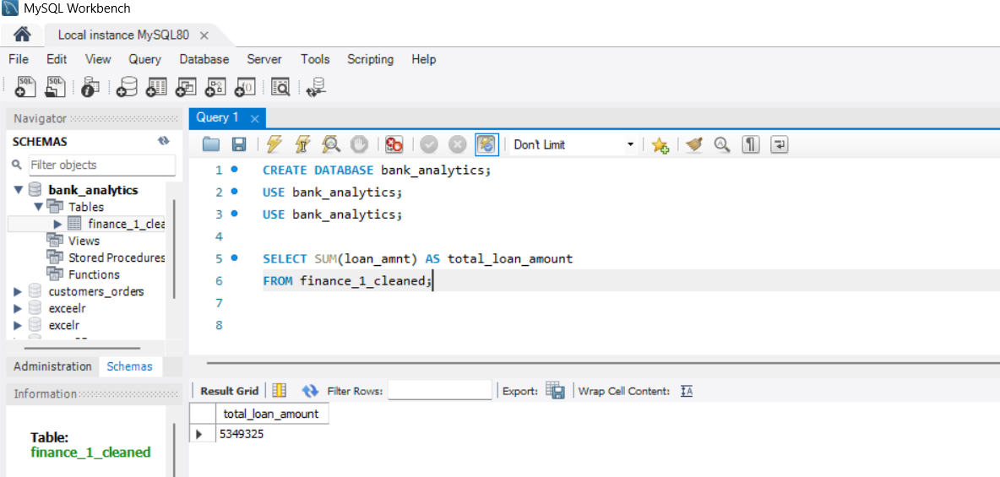 MySQL Workbench
Local instance MySQL80
File Edit View Query Database Server Tools Scripting Help
Navigator
SCHEMAS
Filter objects
bank_analytics
Tables
finance_1_clea
Views
Stored Procedures
Functions
customers_orders
exceelr
excelr
Administration Schemas
Information
Table:
finance_1_cleaned
Query 1
Don't Limit
1 CREATE DATABASE bank_analytics;
2 USE bank_analytics;
3 USE bank_analytics;
4
5 SELECT SUM(loan_amnt) AS total_loan_amount
6 FROM finance_1_cleaned;
7
8
Result Grid Filter Rows: Export: Wrap Cell Content:
total_loan_amount
5349325